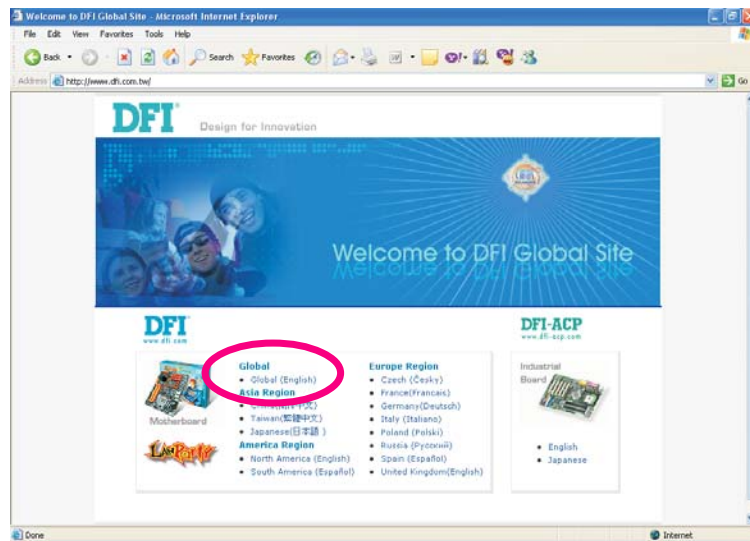 Welcome to DFI Global Site - Microsoft Internet Explorer
File Edit View Favorites Tools Help
Back Search Favorites
Address http://www.dfi.com.tw/ Go
DFI Design for Innovation
Welcome to DFI Global Site
DFI
www.dfi.com
DFI-ACP
www.dfi-acp.com
Motherboard
LANPARTY
Global
Global (English)
Asia Region
Taiwan(繁體中文)
Japanese(日本語 )
America Region
North America (English)
South America (Español)
Europe Region
Czech (Česky)
France(Francais)
Germany(Deutsch)
Italy (Italiano)
Poland (Polski)
Russia (Русский)
Spain (Español)
United Kingdom(English)
Industrial
Board
English
Japanese
Done Internet